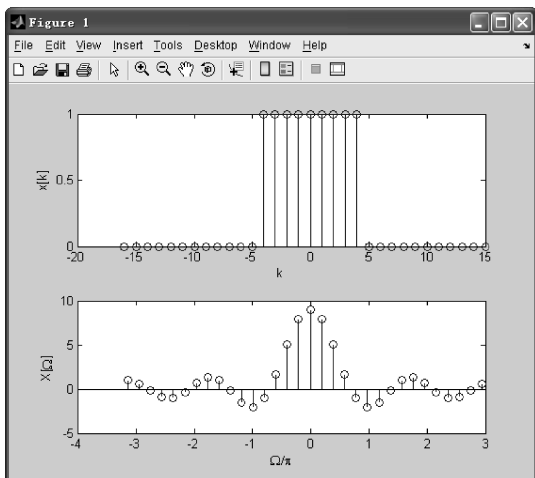 Figure 1
File Edit View Insert Tools Desktop Window Help
1
0.5
0
x[k]
-20 -15 -10 -5 0 5 10 15
k
10
5
0
-5
X[Ω]
-4 -3 -2 -1 0 1 2 3
Ω/π